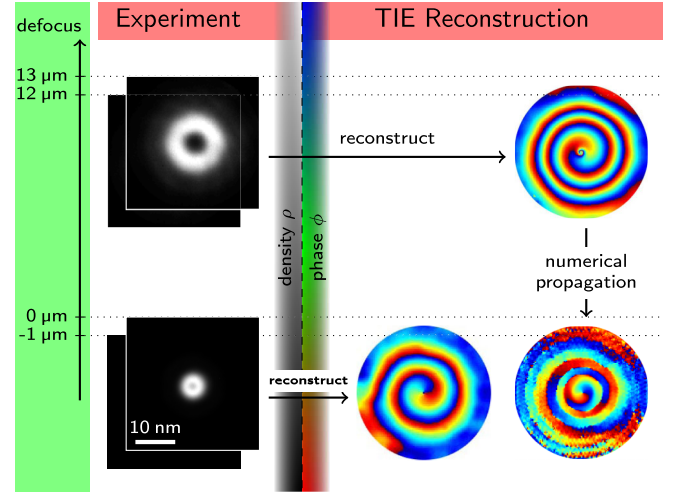 defocus
Experiment
TIE Reconstruction
13 μm
12 μm
reconstruct
density ρ
phase ϕ
numerical
propagation
0 μm
-1 μm
reconstruct
10 nm